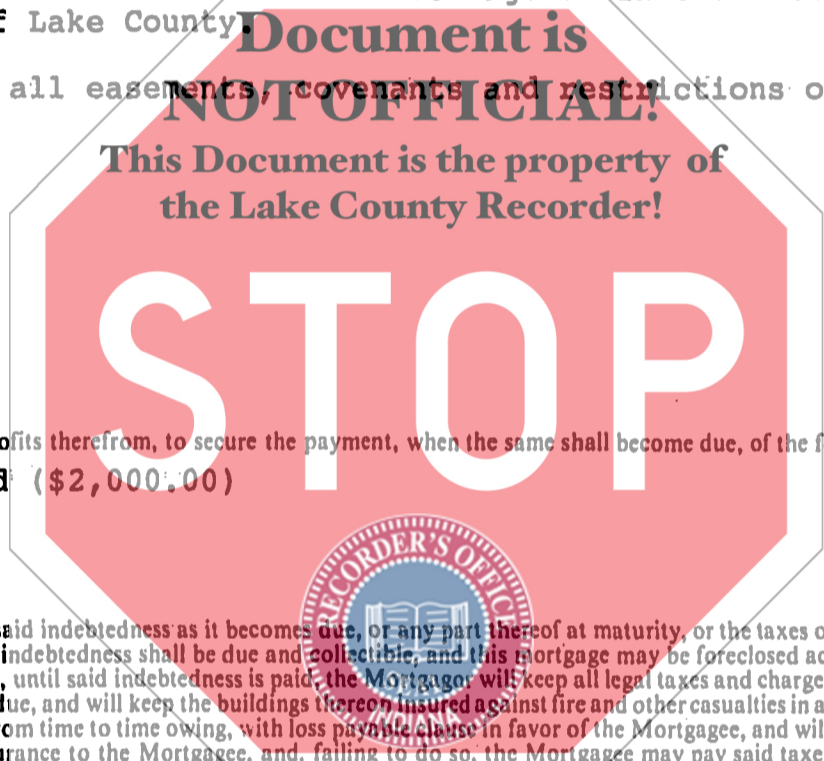 f Lake County.
Document is
all easements, covenants and restrictions o
NOT OFFICIAL!
This Document is the property of
the Lake County Recorder!
STOP
ofits therefrom, to secure the payment, when the same shall become due, of the f
d ($2,000.00)
RECORDER'S OFFICE
INDIANA
said indebtedness as it becomes due, or any part thereof at maturity, or the taxes o
indebtedness shall be due and collectible, and this mortgage may be foreclosed ac
, until said indebtedness is paid, the Mortgagor will keep all legal taxes and charge
due, and will keep the buildings thereon insured against fire and other casualties in a
om time to time owing, with loss payable clause in favor of the Mortgagee, and wil
urance to the Mortgagee, and, failing to do so, the Mortgagee may pay said taxe